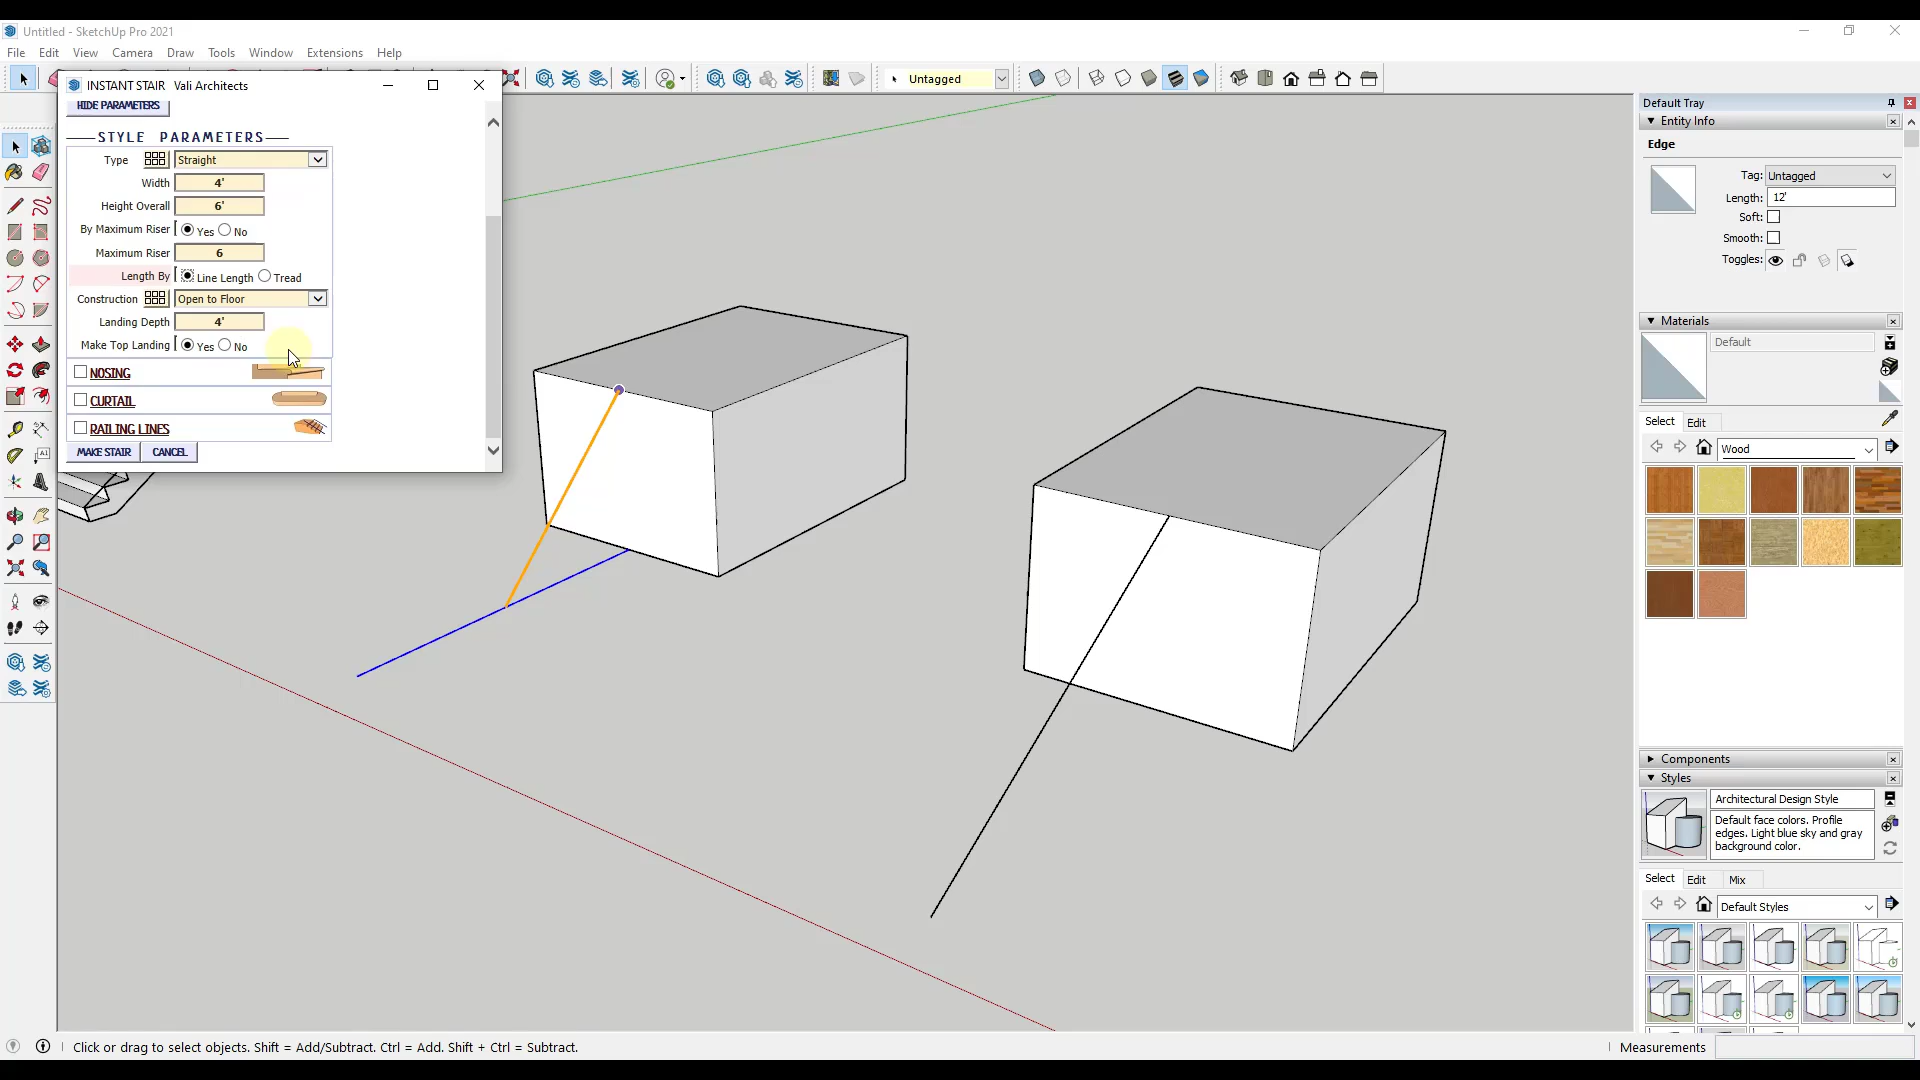 Untitled - SketchUp Pro 2021
File Edit View Camera Draw Tools Window Extensions Help
Untagged
INSTANT STAIR Vali Architects
HIDE PARAMETERS
STYLE PARAMETERS
Type Straight
Width 4'
Height Overall 6'
By Maximum Riser Yes No
Maximum Riser 6
Length By Line Length Tread
Construction Open to Floor
Landing Depth 4'
Make Top Landing Yes No
NOSING
CURTAIL
RAILING LINES
MAKE STAIR CANCEL
Default Tray
Entity Info
Edge
Tag: Untagged
Length: 12'
Soft:
Smooth:
Toggles:
Materials
Default
Select Edit
Wood
Components
Styles
Architectural Design Style
Default face colors. Profile
edges. Light blue sky and gray
background color.
Select Edit Mix
Default Styles
Click or drag to select objects. Shift = Add/Subtract. Ctrl = Add. Shift + Ctrl = Subtract.
Measurements